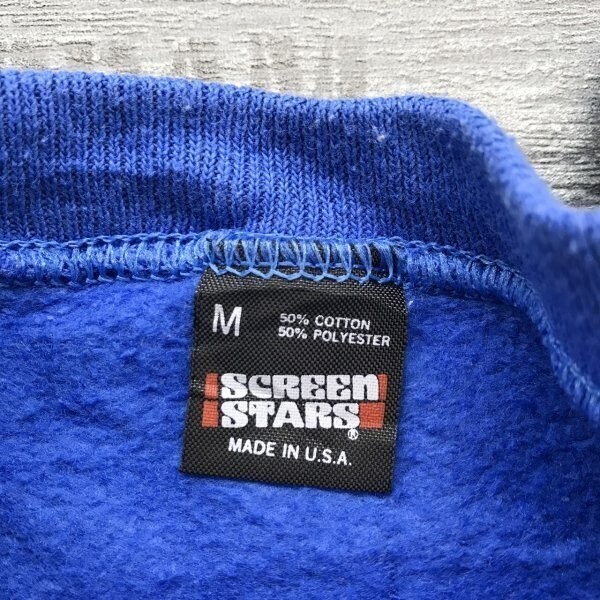 M
50% COTTON
50% POLYESTER
SCREEN
STARS®
MADE IN U.S.A.